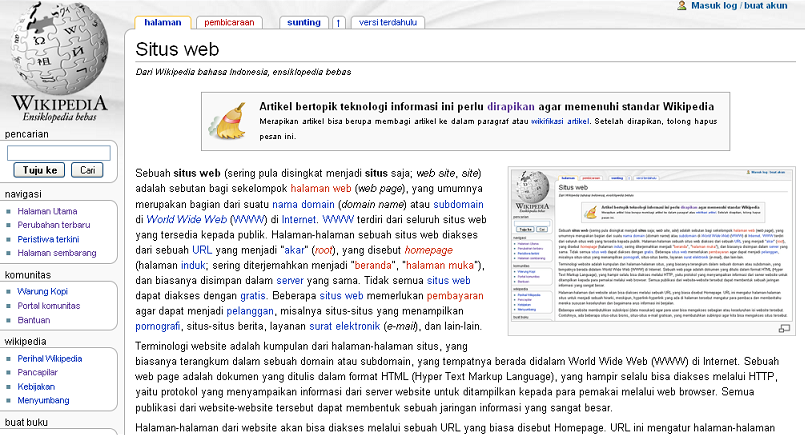 Masuk log / buat akun
halaman
pembicaraan
sunting
↑
versi terdahulu
WIKIPEDIA
Ensiklopedia bebas
pencarian
Tuju ke
Cari
navigasi
Halaman Utama
Perubahan terbaru
Peristiwa terkini
Halaman sembarang
komunitas
Warung Kopi
Portal komunitas
Bantuan
wikipedia
Perihal Wikipedia
Pancapilar
Kebijakan
Menyumbang
buat buku
Situs web
Dari Wikipedia bahasa Indonesia, ensiklopedia bebas
Artikel bertopik teknologi informasi ini perlu dirapikan agar memenuhi standar Wikipedia
Merapikan artikel bisa berupa membagi artikel ke dalam paragraf atau wikifikasi artikel. Setelah dirapikan, tolong hapus
pesan ini.
Sebuah situs web (sering pula disingkat menjadi situs saja; web site, site)
adalah sebutan bagi sekelompok halaman web (web page), yang umumnya
merupakan bagian dari suatu nama domain (domain name) atau subdomain
di World Wide Web (WWW) di Internet. WWW terdiri dari seluruh situs web
yang tersedia kepada publik. Halaman-halaman sebuah situs web diakses
dari sebuah URL yang menjadi "akar" (root), yang disebut homepage
(halaman induk; sering diterjemahkan menjadi "beranda", "halaman muka"),
dan biasanya disimpan dalam server yang sama. Tidak semua situs web
dapat diakses dengan gratis. Beberapa situs web memerlukan pembayaran
agar dapat menjadi pelanggan, misalnya situs-situs yang menampilkan
pornografi, situs-situs berita, layanan surat elektronik (e-mail), dan lain-lain.
Terminologi website adalah kumpulan dari halaman-halaman situs, yang
biasanya terangkum dalam sebuah domain atau subdomain, yang tempatnya berada didalam World Wide Web (WWW) di Internet. Sebuah
web page adalah dokumen yang ditulis dalam format HTML (Hyper Text Markup Language), yang hampir selalu bisa diakses melalui HTTP,
yaitu protokol yang menyampaikan informasi dari server website untuk ditampilkan kepada para pemakai melalui web browser. Semua
publikasi dari website-website tersebut dapat membentuk sebuah jaringan informasi yang sangat besar.
Halaman-halaman dari website akan bisa diakses melalui sebuah URL yang biasa disebut Homepage. URL ini mengatur halaman-halaman